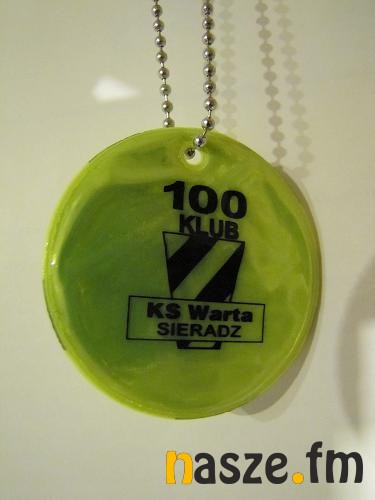 100
KLUB
KS Warta
SIERADZ
nasze.fm